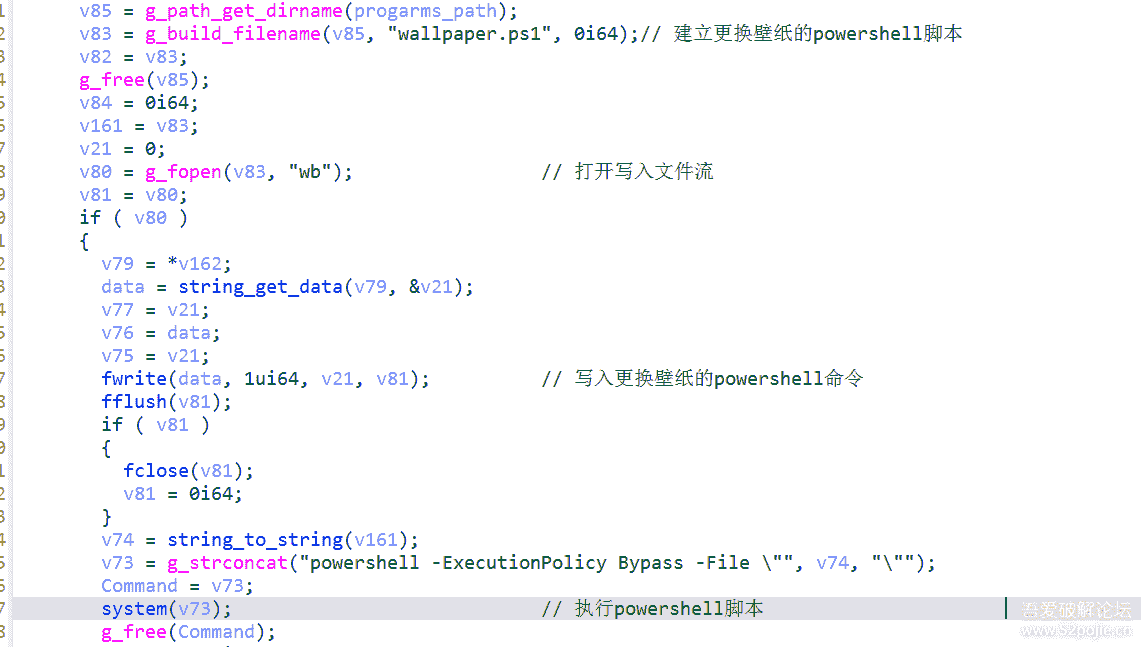 v85 = g_path_get_dirname(progarms_path);
v83 = g_build_filename(v85, "wallpaper.ps1", 0i64);// 建立更换壁纸的powershell脚本
v82 = v83;
g_free(v85);
v84 = 0i64;
v161 = v83;
v21 = 0;
v80 = g_fopen(v83, "wb"); // 打开写入文件流
v81 = v80;
if ( v80 )
{
v79 = *v162;
data = string_get_data(v79, &v21);
v77 = v21;
v76 = data;
v75 = v21;
fwrite(data, 1ui64, v21, v81); // 写入更换壁纸的powershell命令
fflush(v81);
if ( v81 )
{
fclose(v81);
v81 = 0i64;
}
v74 = string_to_string(v161);
v73 = g_strconcat("powershell -ExecutionPolicy Bypass -File \"", v74, "\"");
Command = v73;
system(v73); // 执行powershell脚本
吾爱破解论坛
g_free(Command);
www.52pojie.cn